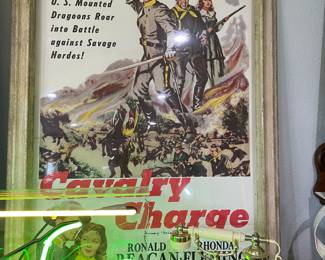 U. S. Mounted
Dragoons Roar
into Battle
against Savage
Hordes!
Cavalry
Charge
RONALD RHONDA
REAGAN·FLEMING